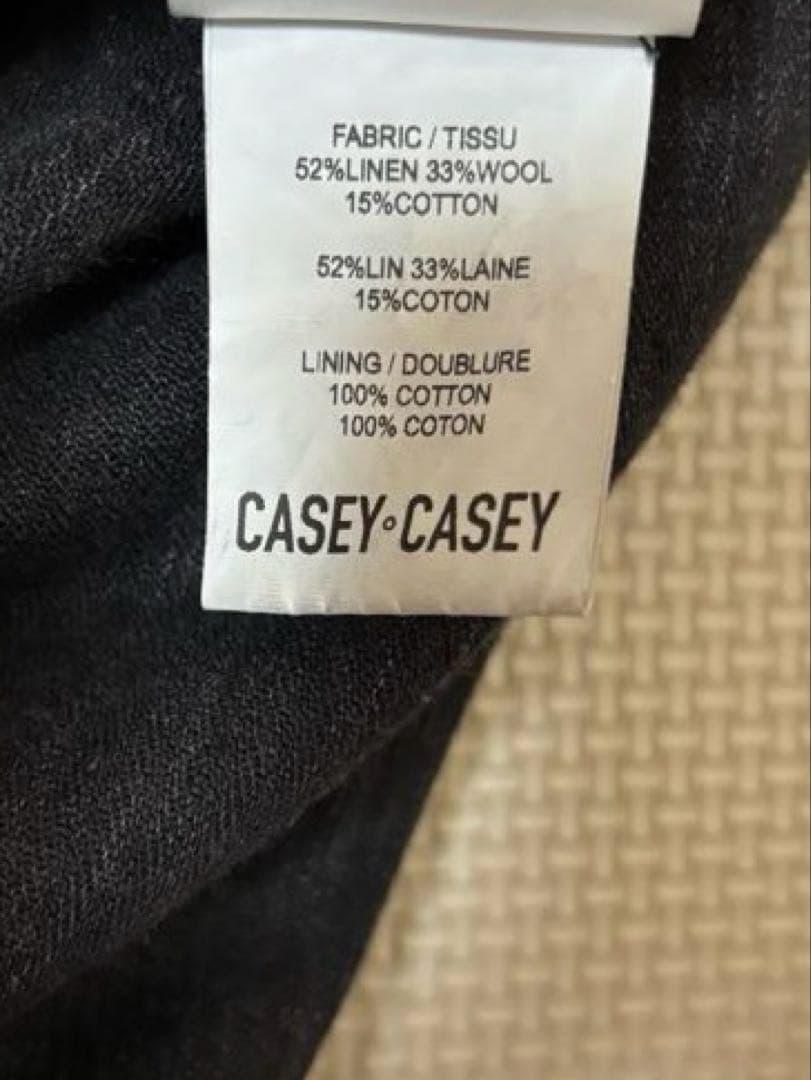 FABRIC / TISSU
52%LINEN 33%WOOL
15%COTTON
52%LIN 33%LAINE
15%COTON
LINING / DOUBLURE
100% COTTON
100% COTON
CASEY°CASEY